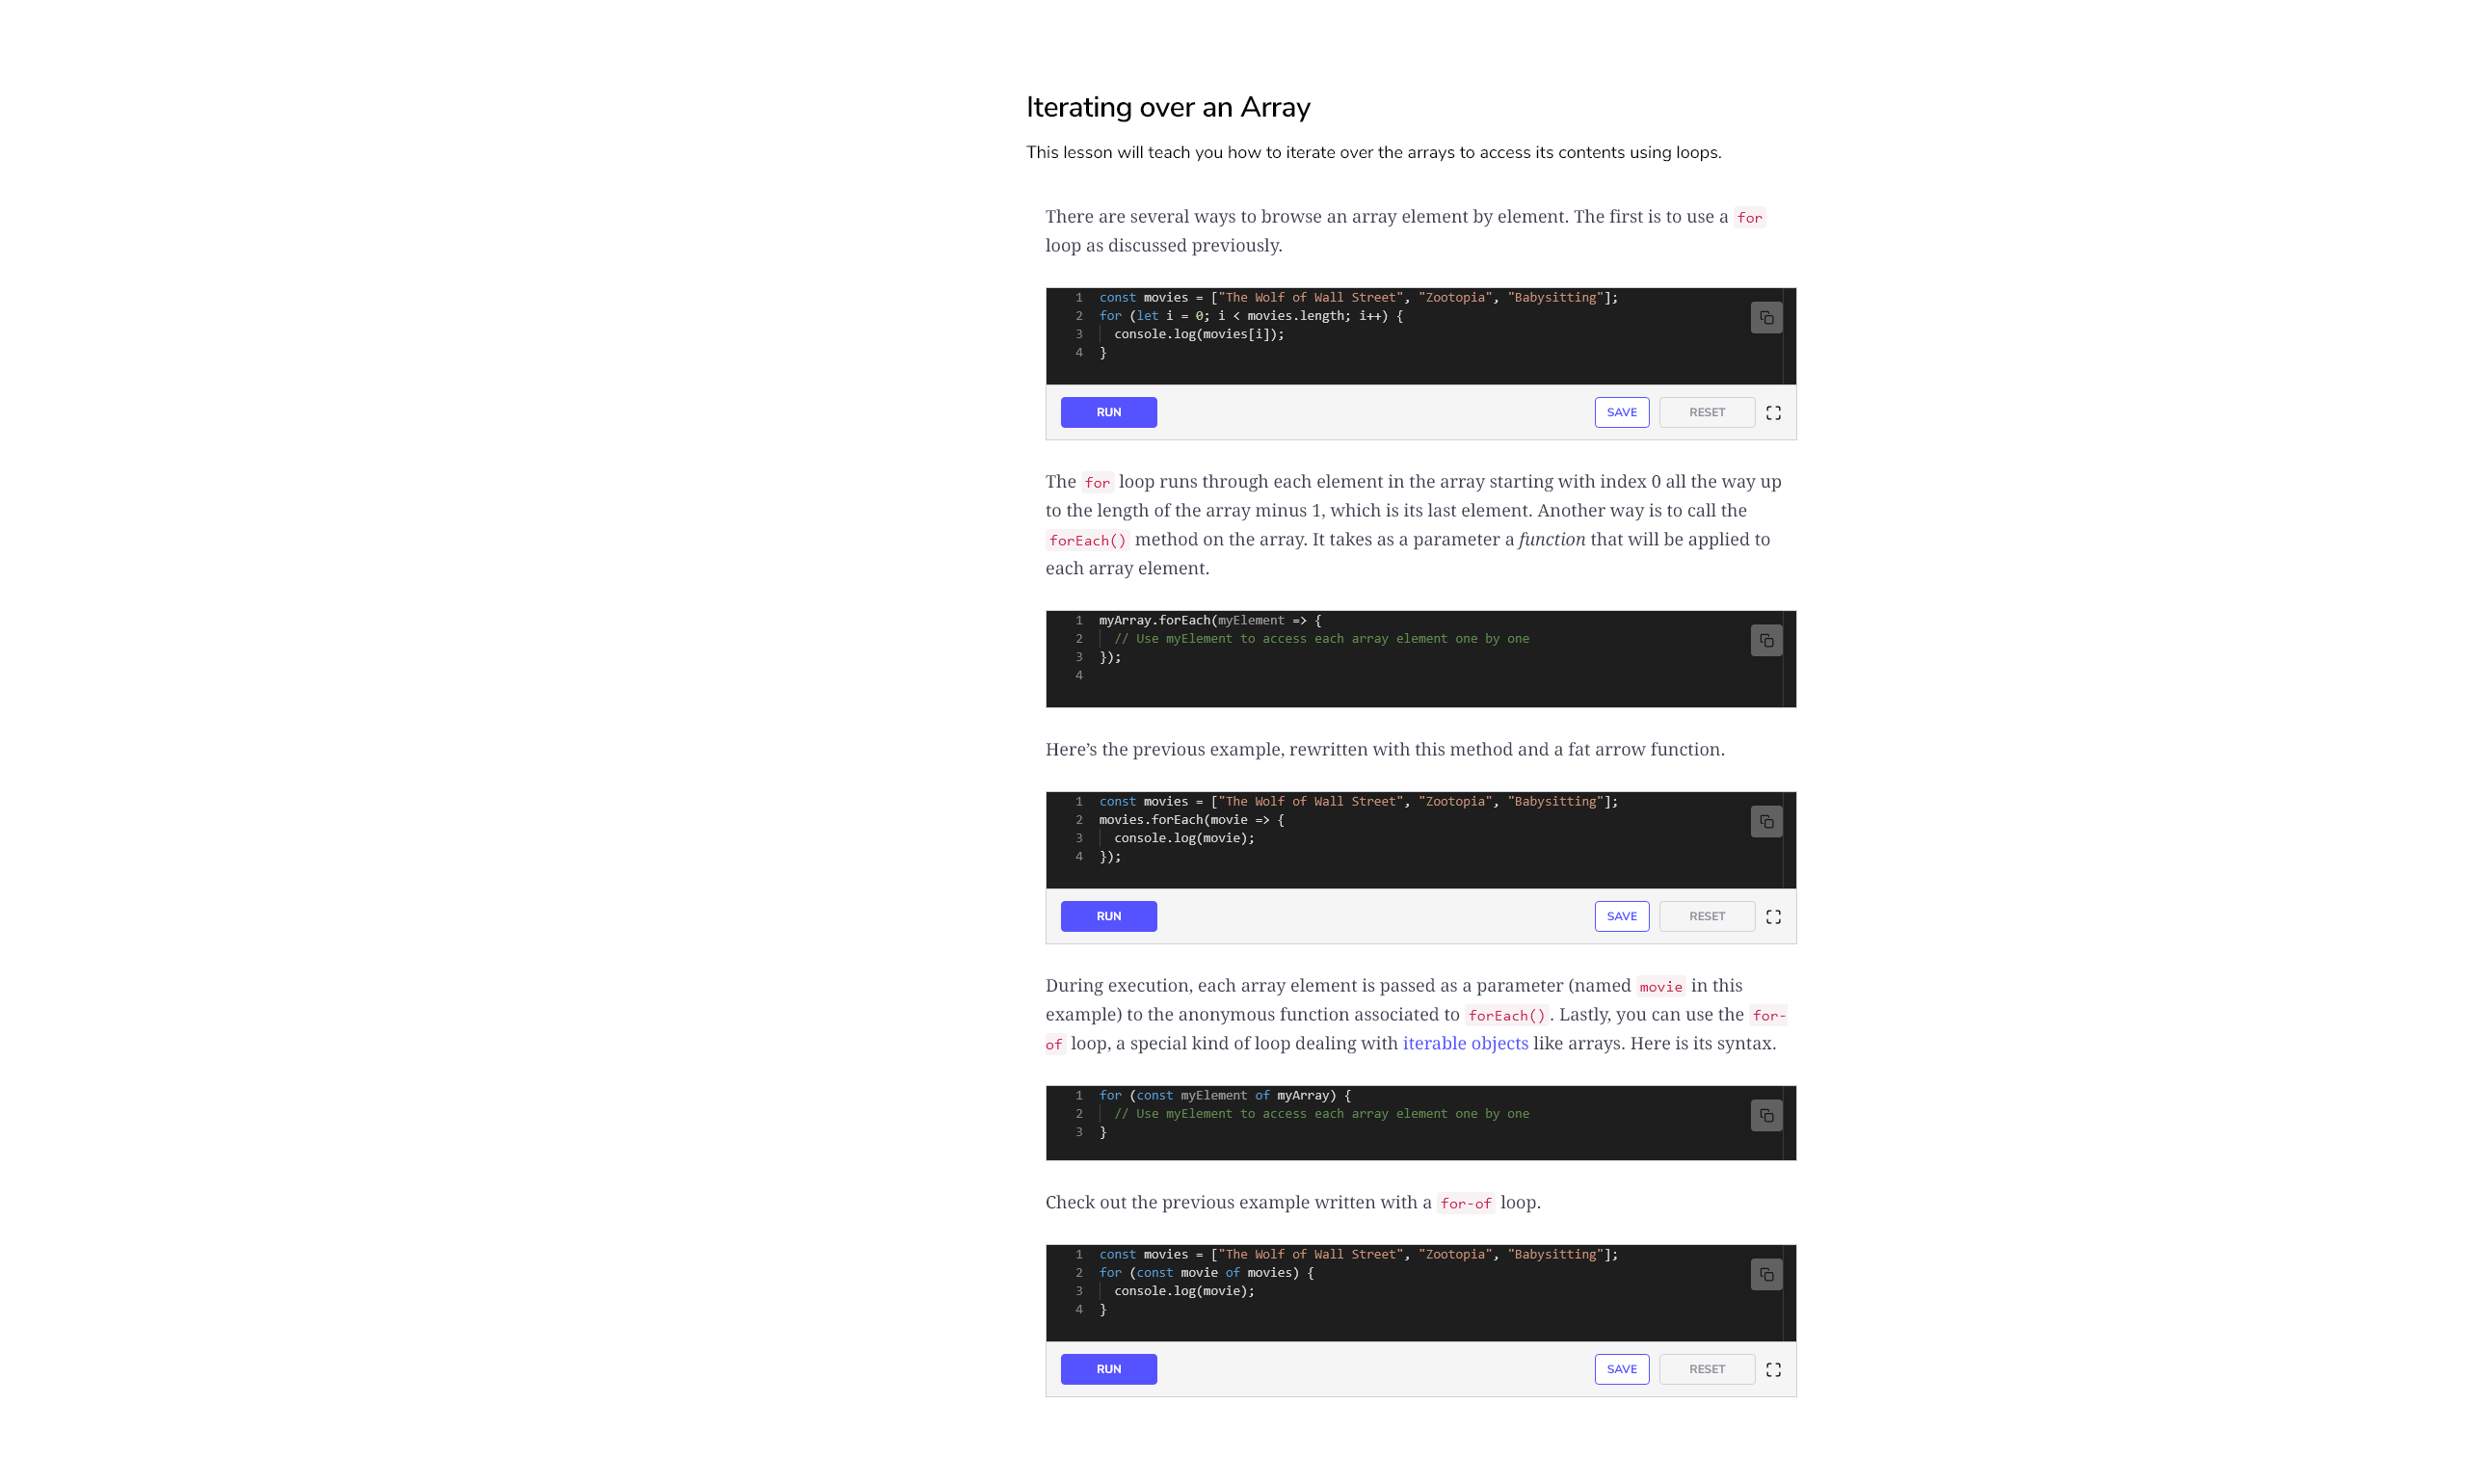 Iterating over an Array
This lesson will teach you how to iterate over the arrays to access its contents using loops.
There are several ways to browse an array element by element. The first is to use a for
loop as discussed previously.
1 const movies = ["The Wolf of Wall Street", "Zootopia", "Babysitting"];
2 for (let i = 0; i < movies.length; i++) {
3 console.log(movies[i]);
4 }
RUN SAVE RESET
The for loop runs through each element in the array starting with index 0 all the way up
to the length of the array minus 1, which is its last element. Another way is to call the
forEach() method on the array. It takes as a parameter a function that will be applied to
each array element.
1 myArray.forEach(myElement => {
2 // Use myElement to access each array element one by one
3 });
4
Here’s the previous example, rewritten with this method and a fat arrow function.
1 const movies = ["The Wolf of Wall Street", "Zootopia", "Babysitting"];
2 movies.forEach(movie => {
3 console.log(movie);
4 });
RUN SAVE RESET
During execution, each array element is passed as a parameter (named movie in this
example) to the anonymous function associated to forEach(). Lastly, you can use the for-
of loop, a special kind of loop dealing with iterable objects like arrays. Here is its syntax.
1 for (const myElement of myArray) {
2 // Use myElement to access each array element one by one
3 }
Check out the previous example written with a for-of loop.
1 const movies = ["The Wolf of Wall Street", "Zootopia", "Babysitting"];
2 for (const movie of movies) {
3 console.log(movie);
4 }
RUN SAVE RESET